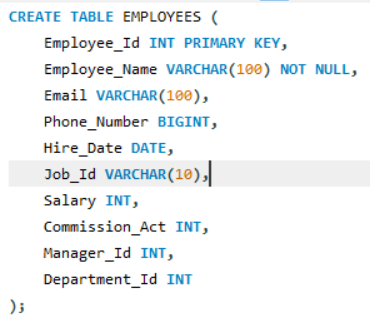 CREATE TABLE EMPLOYEES (
    Employee_Id INT PRIMARY KEY,
    Employee_Name VARCHAR(100) NOT NULL,
    Email VARCHAR(100),
    Phone_Number BIGINT,
    Hire_Date DATE,
    Job_Id VARCHAR(10),
    Salary INT,
    Commission_Act INT,
    Manager_Id INT,
    Department_Id INT
);